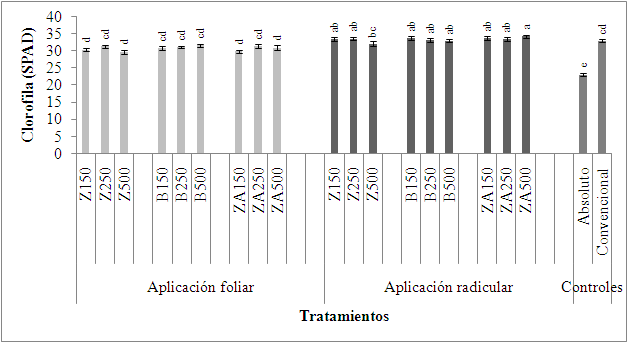 Clorofila (SPAD)
40
35
30
25
20
15
10
5
0
d cd d cd cd cd d cd d ab ab bc ab ab ab ab ab a e cd
Z150 Z250 Z500 B150 B250 B500 ZA150 ZA250 ZA500 Z150 Z250 Z500 B150 B250 B500 ZA150 ZA250 ZA500 Absoluto Convencional
Aplicación foliar Aplicación radicular Controles
Tratamientos